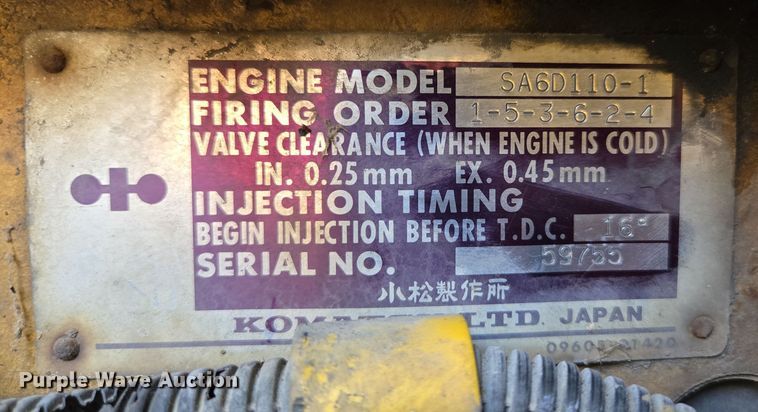 ENGINE MODEL SA6D110-1
FIRING ORDER 1-5-3-6-2-4
VALVE CLEARANCE (WHEN ENGINE IS COLD)
IN. 0.25mm EX. 0.45mm
INJECTION TIMING
BEGIN INJECTION BEFORE T.D.C. 16°
SERIAL NO. 59755
小松製作所
LTD. JAPAN
Purple Wave Auction